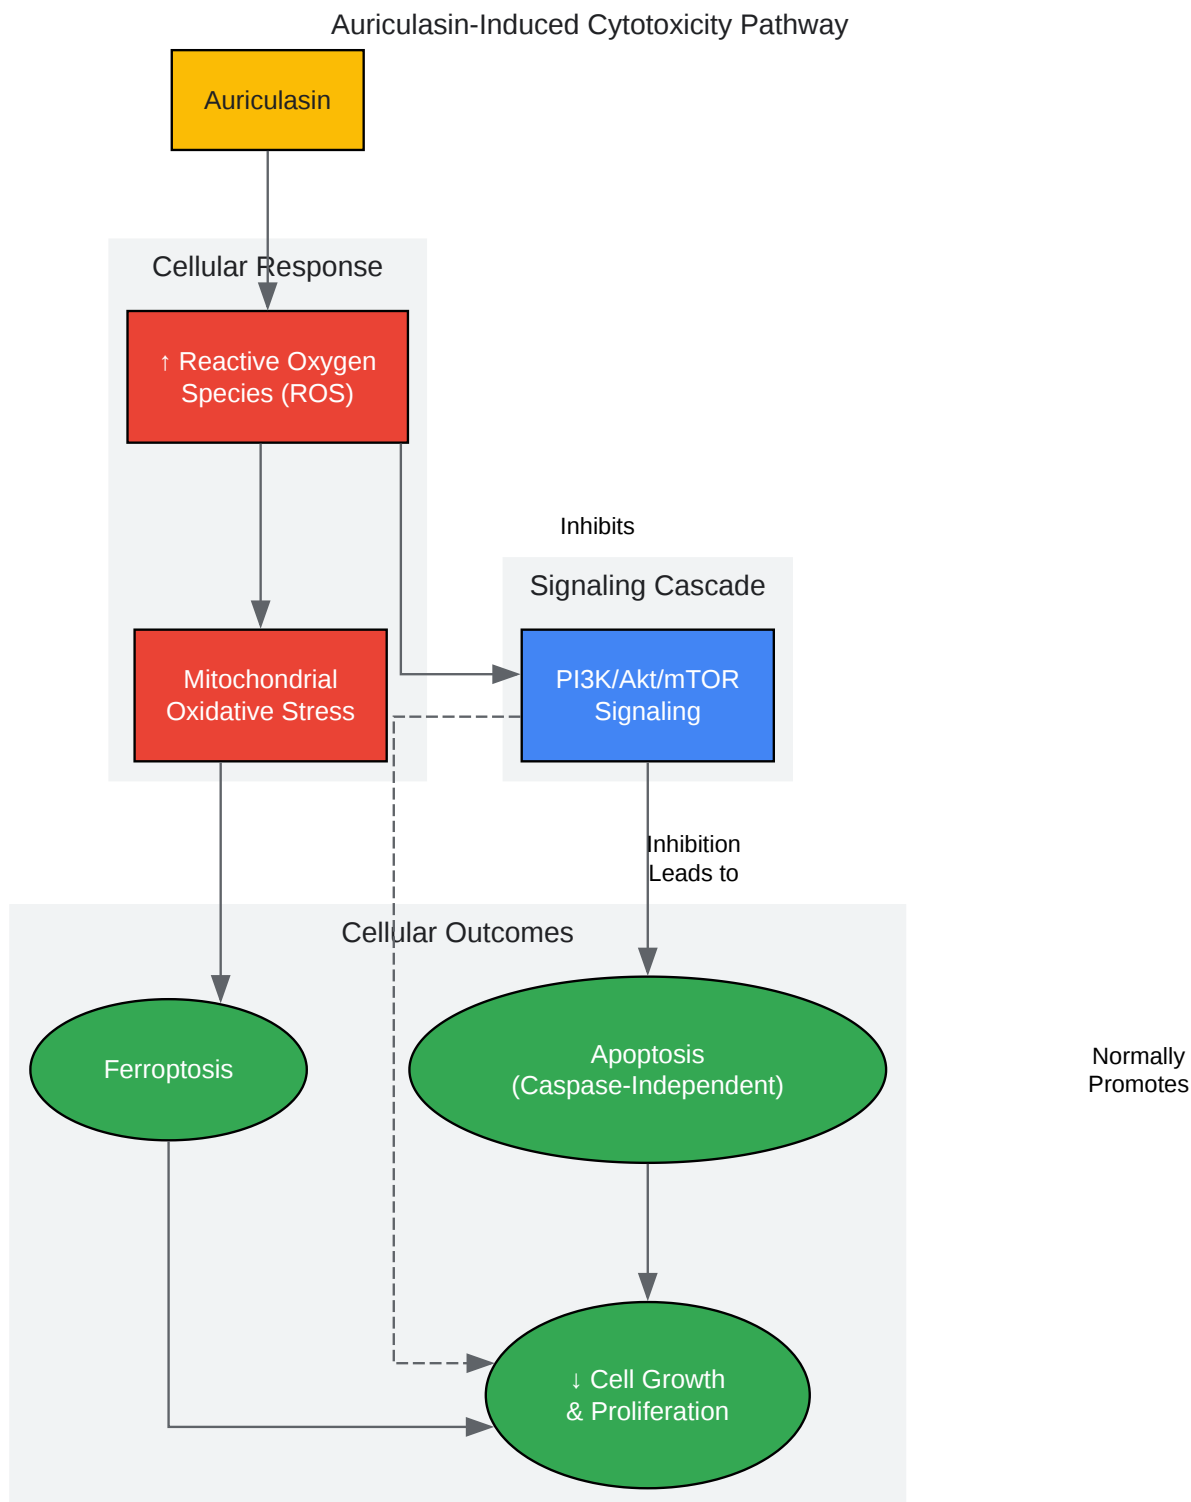 Auriculasin-Induced Cytotoxicity Pathway
Auriculasin
Cellular Response
↑ Reactive Oxygen
Species (ROS)
Inhibits
Signaling Cascade
Mitochondrial
Oxidative Stress
PI3K/Akt/mTOR
Signaling
Inhibition
Leads to
Cellular Outcomes
Ferroptosis
Apoptosis
(Caspase-Independent)
Normally
Promotes
↓ Cell Growth
& Proliferation